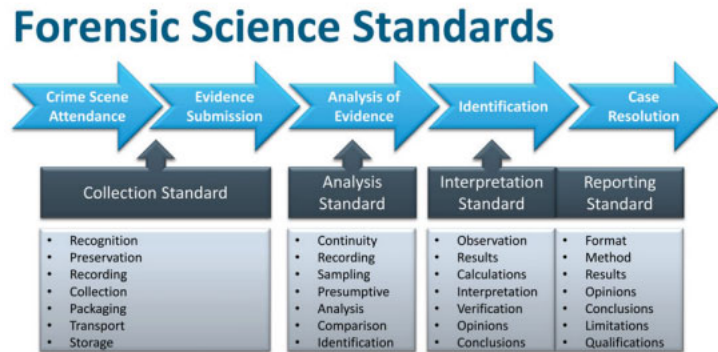 Forensic Science Standards
Crime Scene
Attendance
Evidence
Submission
Analysis of
Evidence
Identification
Case
Resolution
Collection Standard
• Recognition
• Preservation
• Recording
• Collection
• Packaging
• Transport
• Storage
Analysis
Standard
• Continuity
• Recording
• Sampling
• Presumptive
• Analysis
• Comparison
• Identification
Interpretation
Standard
• Observation
• Results
• Calculations
• Interpretation
• Verification
• Opinions
• Conclusions
Reporting
Standard
• Format
• Method
• Results
• Opinions
• Conclusions
• Limitations
• Qualifications